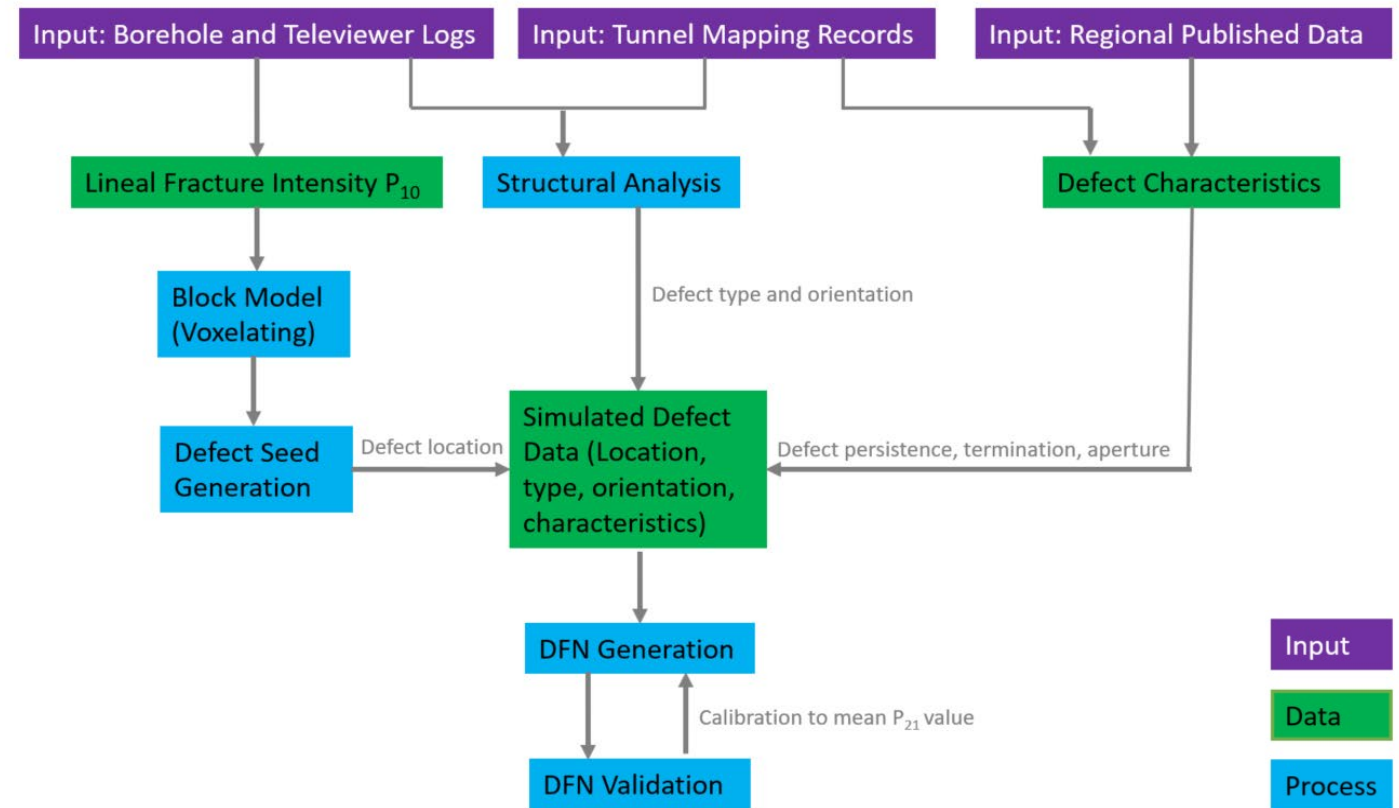 Input: Borehole and Televiewer Logs
Input: Tunnel Mapping Records
Input: Regional Published Data
Lineal Fracture Intensity P₁₀
Structural Analysis
Defect Characteristics
Block Model
(Voxelating)
Defect type and orientation
Defect Seed
Generation
Defect location
Simulated Defect
Data (Location,
type, orientation,
characteristics)
Defect persistence, termination, aperture
DFN Generation
Calibration to mean P₂₁ value
DFN Validation
Input
Data
Process